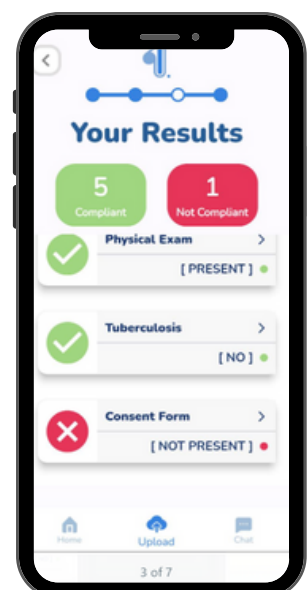 Your Results
5
Compliant
1
Not Compliant
Physical Exam
[ PRESENT ]
Tuberculosis
[ NO ]
Consent Form
[ NOT PRESENT ]
Home
Upload
Chat
3 of 7